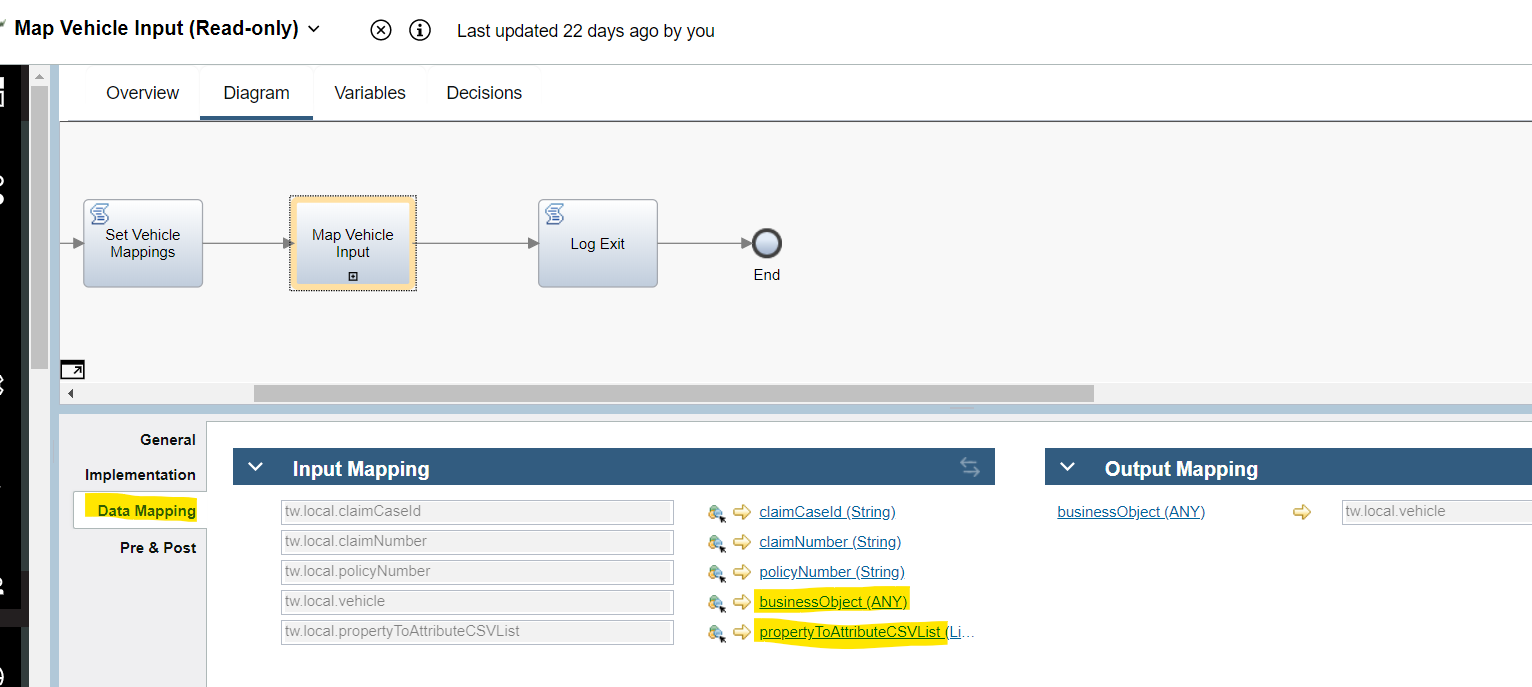 Map Vehicle Input (Read-only)
Last updated 22 days ago by you
Overview
Diagram
Variables
Decisions
Set Vehicle
Mappings
Map Vehicle
Input
Log Exit
End
General
Implementation
Data Mapping
Pre & Post
Input Mapping
tw.local.claimCaseId
claimCaseId (String)
tw.local.claimNumber
claimNumber (String)
tw.local.policyNumber
policyNumber (String)
tw.local.vehicle
businessObject (ANY)
tw.local.propertyToAttributeCSVList
propertyToAttributeCSVList (Li...
Output Mapping
businessObject (ANY)
tw.local.vehicle